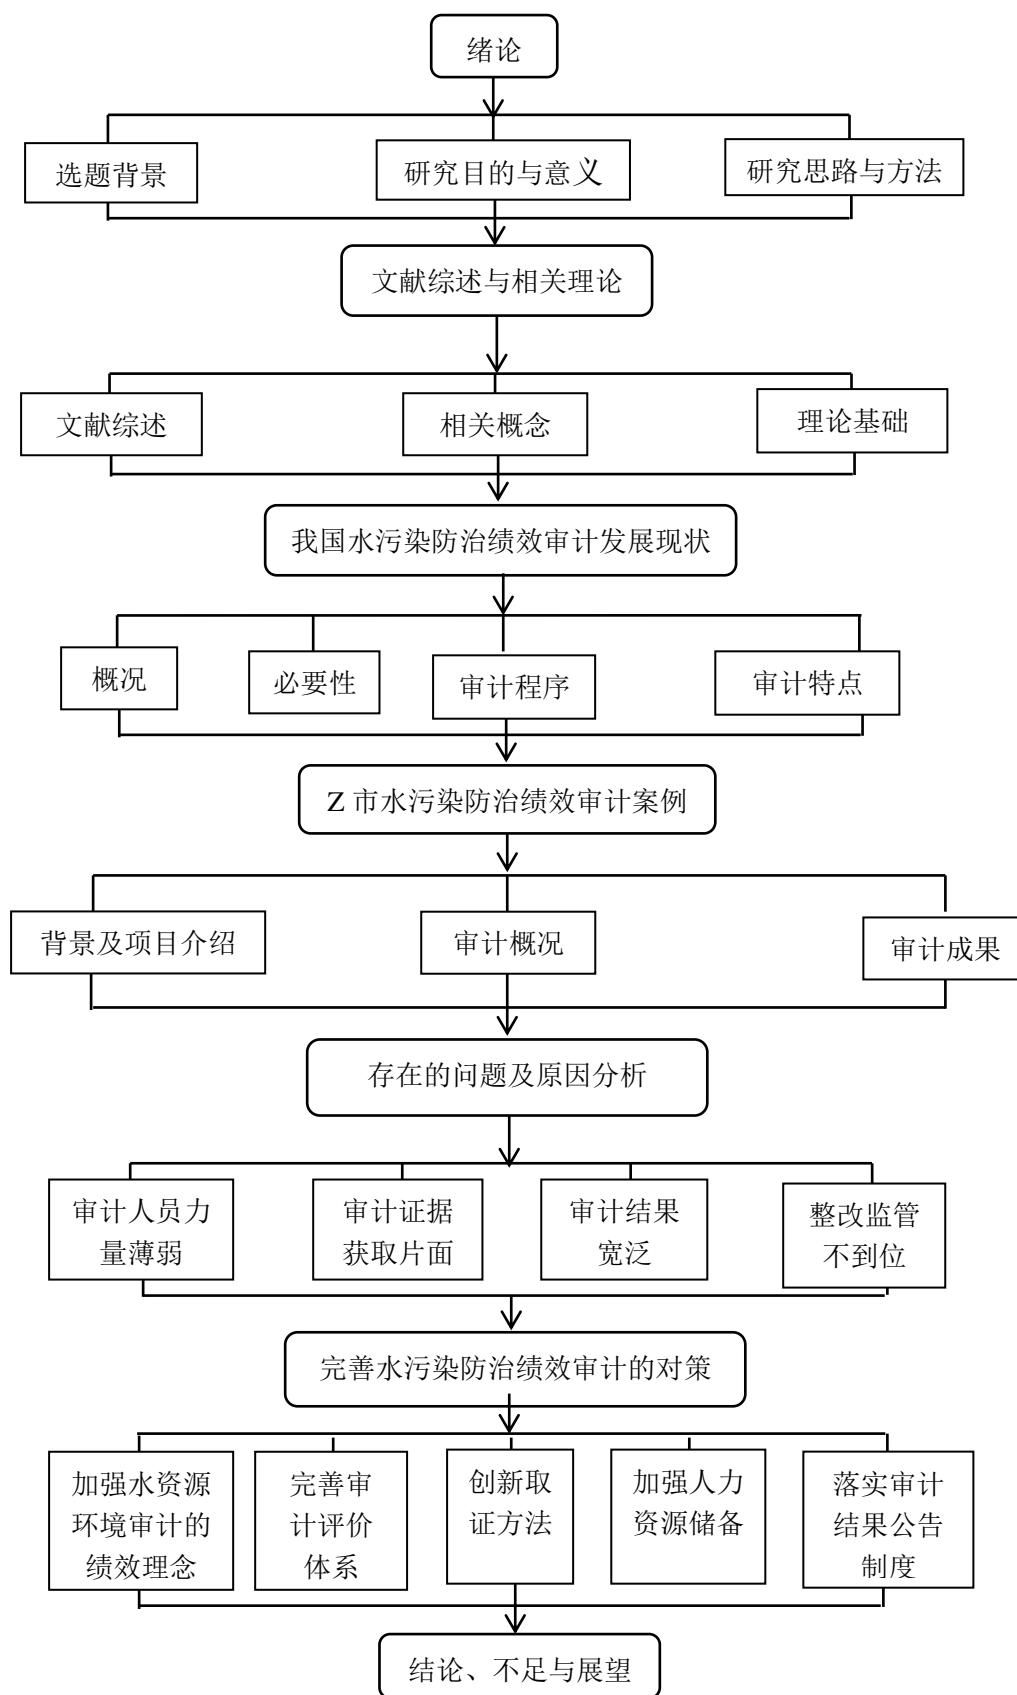 绪论
选题背景
研究目的与意义
研究思路与方法
文献综述与相关理论
文献综述
相关概念
理论基础
我国水污染防治绩效审计发展现状
概况
必要性
审计程序
审计特点
Z 市水污染防治绩效审计案例
背景及项目介绍
审计概况
审计成果
存在的问题及原因分析
审计人员力
量薄弱
审计证据
获取片面
审计结果
宽泛
整改监管
不到位
完善水污染防治绩效审计的对策
加强水资源
环境审计的
绩效理念
完善审
计评价
体系
创新取
证方法
加强人力
资源储备
落实审计
结果公告
制度
结论、不足与展望